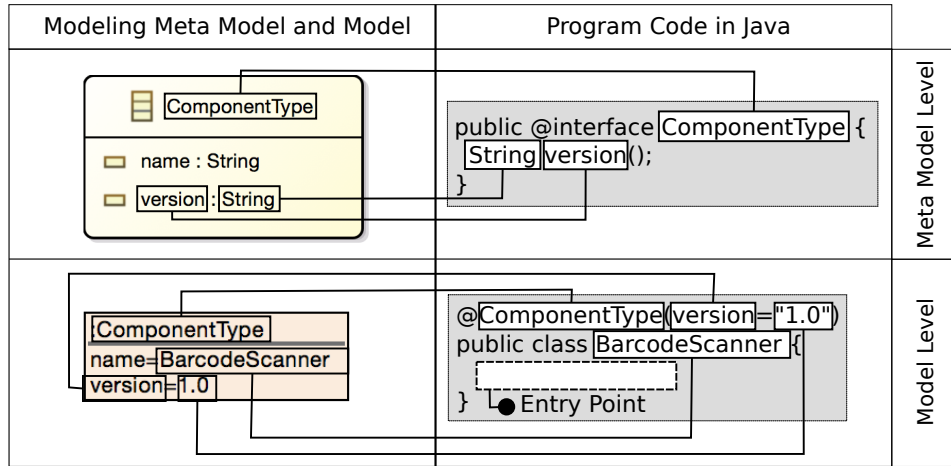 Modeling Meta Model and Model
Program Code in Java
ComponentType
name : String
version : String
public @interface ComponentType {
String version();
}
Meta Model Level
:ComponentType
name=BarcodeScanner
version=1.0
@ComponentType(version="1.0")
public class BarcodeScanner {
} Entry Point
Model Level